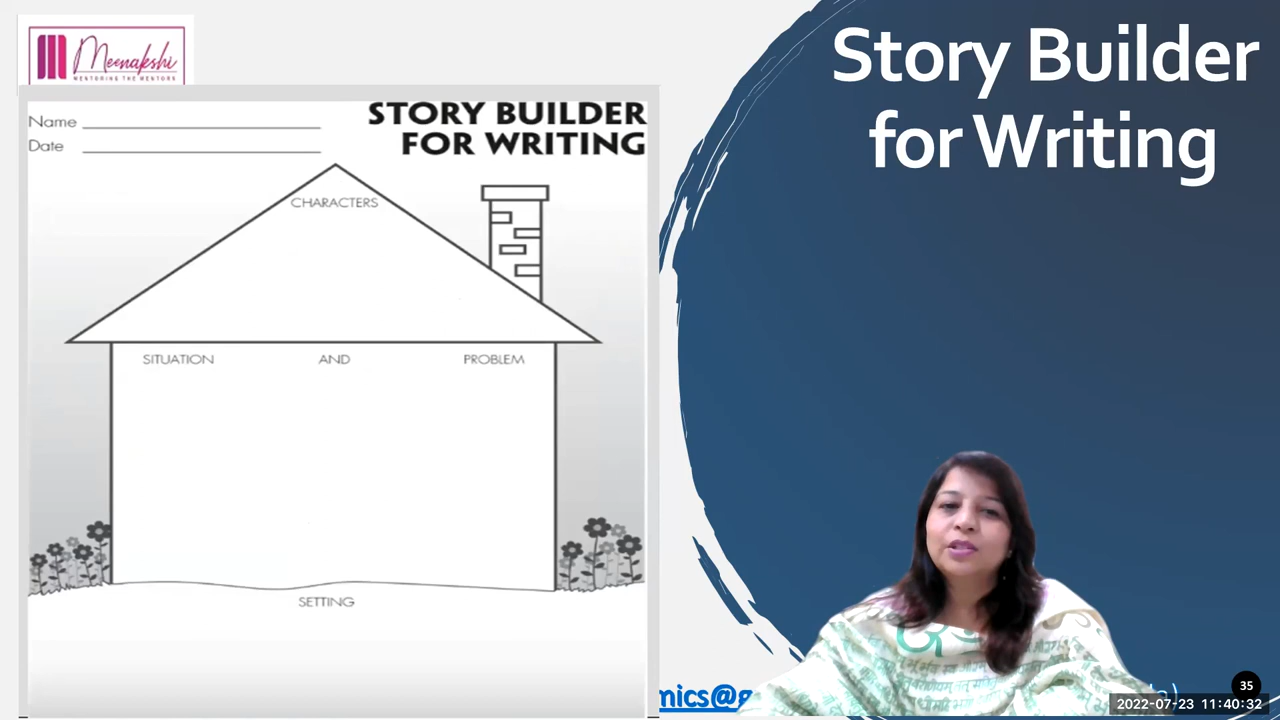 Meenakshi
MENTORING THE MENTORS
Story Builder
for Writing
Name
Date
STORY BUILDER
FOR WRITING
CHARACTERS
SITUATION AND PROBLEM
SETTING
35
2022-07-23 11:40:32